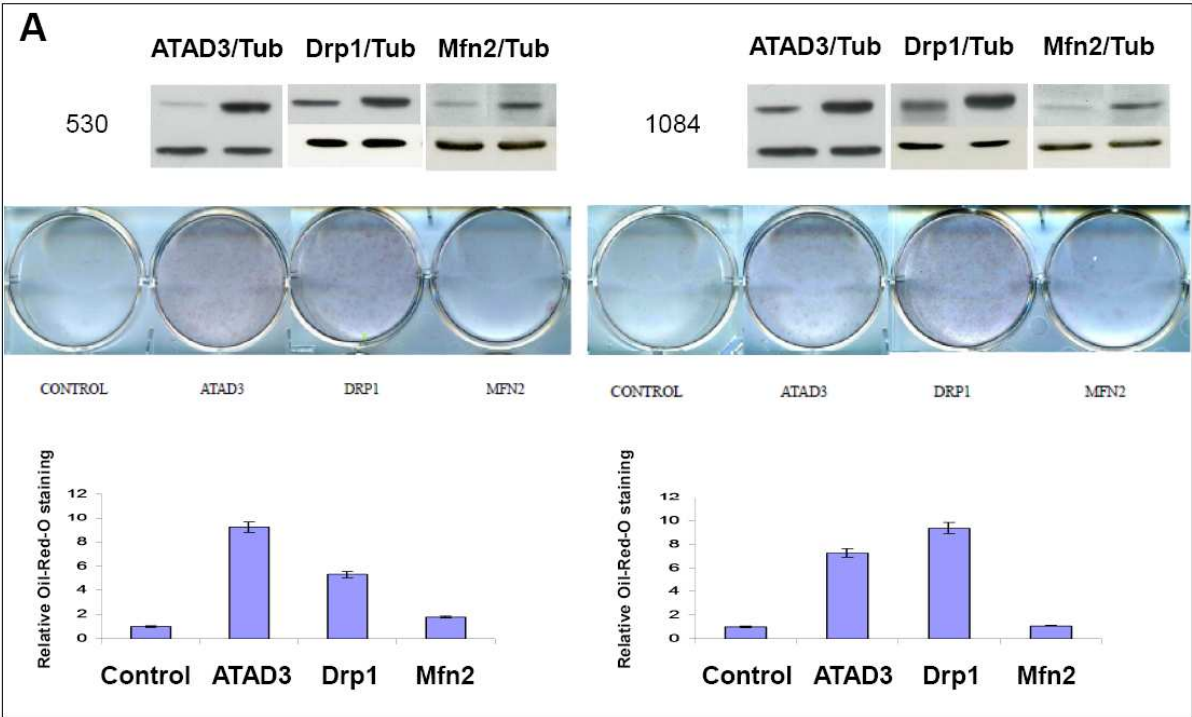 A
ATAD3/Tub Drp1/Tub Mfn2/Tub
530
CONTROL ATAD3 DRP1 MFN2
Relative Oil-Red-O staining
12
10
8
6
4
2
0
Control ATAD3 Drp1 Mfn2
ATAD3/Tub Drp1/Tub Mfn2/Tub
1084
CONTROL ATAD3 DRP1 MFN2
Relative Oil-Red-O staining
12
10
8
6
4
2
0
Control ATAD3 Drp1 Mfn2